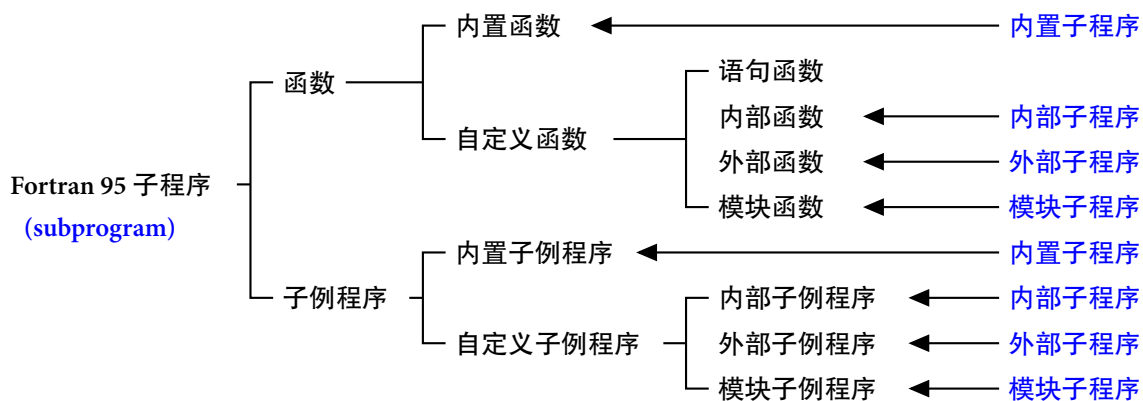 内置函数 内置子程序
函数
语句函数
内部函数 内部子程序
自定义函数
外部函数 外部子程序
Fortran 95 子程序
模块函数 模块子程序
(subprogram)
内置子例程序 内置子程序
子例程序
内部子例程序 内部子程序
自定义子例程序
外部子例程序 外部子程序
模块子例程序 模块子程序